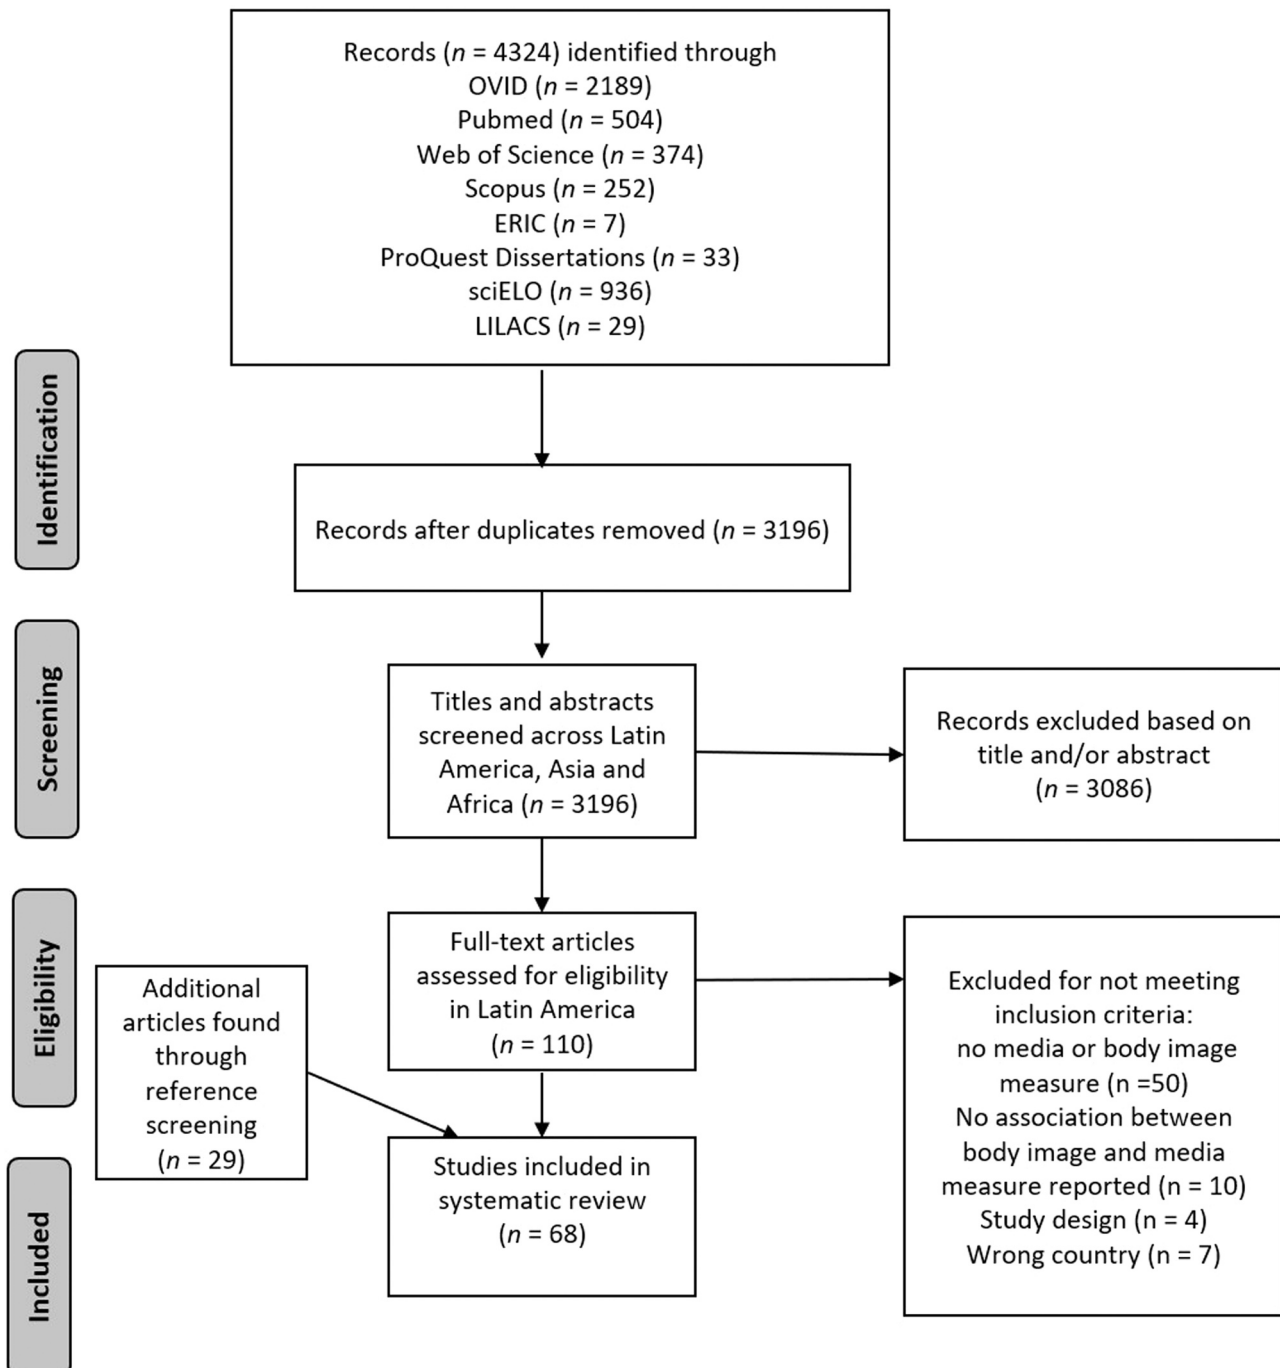 Records (n = 4324) identified through
OVID (n = 2189)
Pubmed (n = 504)
Web of Science (n = 374)
Scopus (n = 252)
ERIC (n = 7)
ProQuest Dissertations (n = 33)
sciELO (n = 936)
LILACS (n = 29)
Identification
Records after duplicates removed (n = 3196)
Screening
Titles and abstracts
screened across Latin
America, Asia and
Africa (n = 3196)
Records excluded based on
title and/or abstract
(n = 3086)
Eligibility
Full-text articles
assessed for eligibility
in Latin America
(n = 110)
Additional
articles found
through
reference
screening
(n = 29)
Excluded for not meeting
inclusion criteria:
no media or body image
measure (n =50)
No association between
body image and media
measure reported (n = 10)
Study design (n = 4)
Wrong country (n = 7)
Included
Studies included in
systematic review
(n = 68)